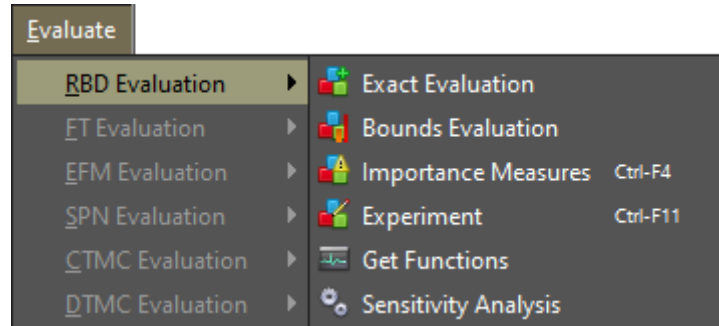 Evaluate
RBD Evaluation
FT Evaluation
EFM Evaluation
SPN Evaluation
CTMC Evaluation
DTMC Evaluation
Exact Evaluation
Bounds Evaluation
Importance Measures Ctrl-F4
Experiment Ctrl-F11
Get Functions
Sensitivity Analysis